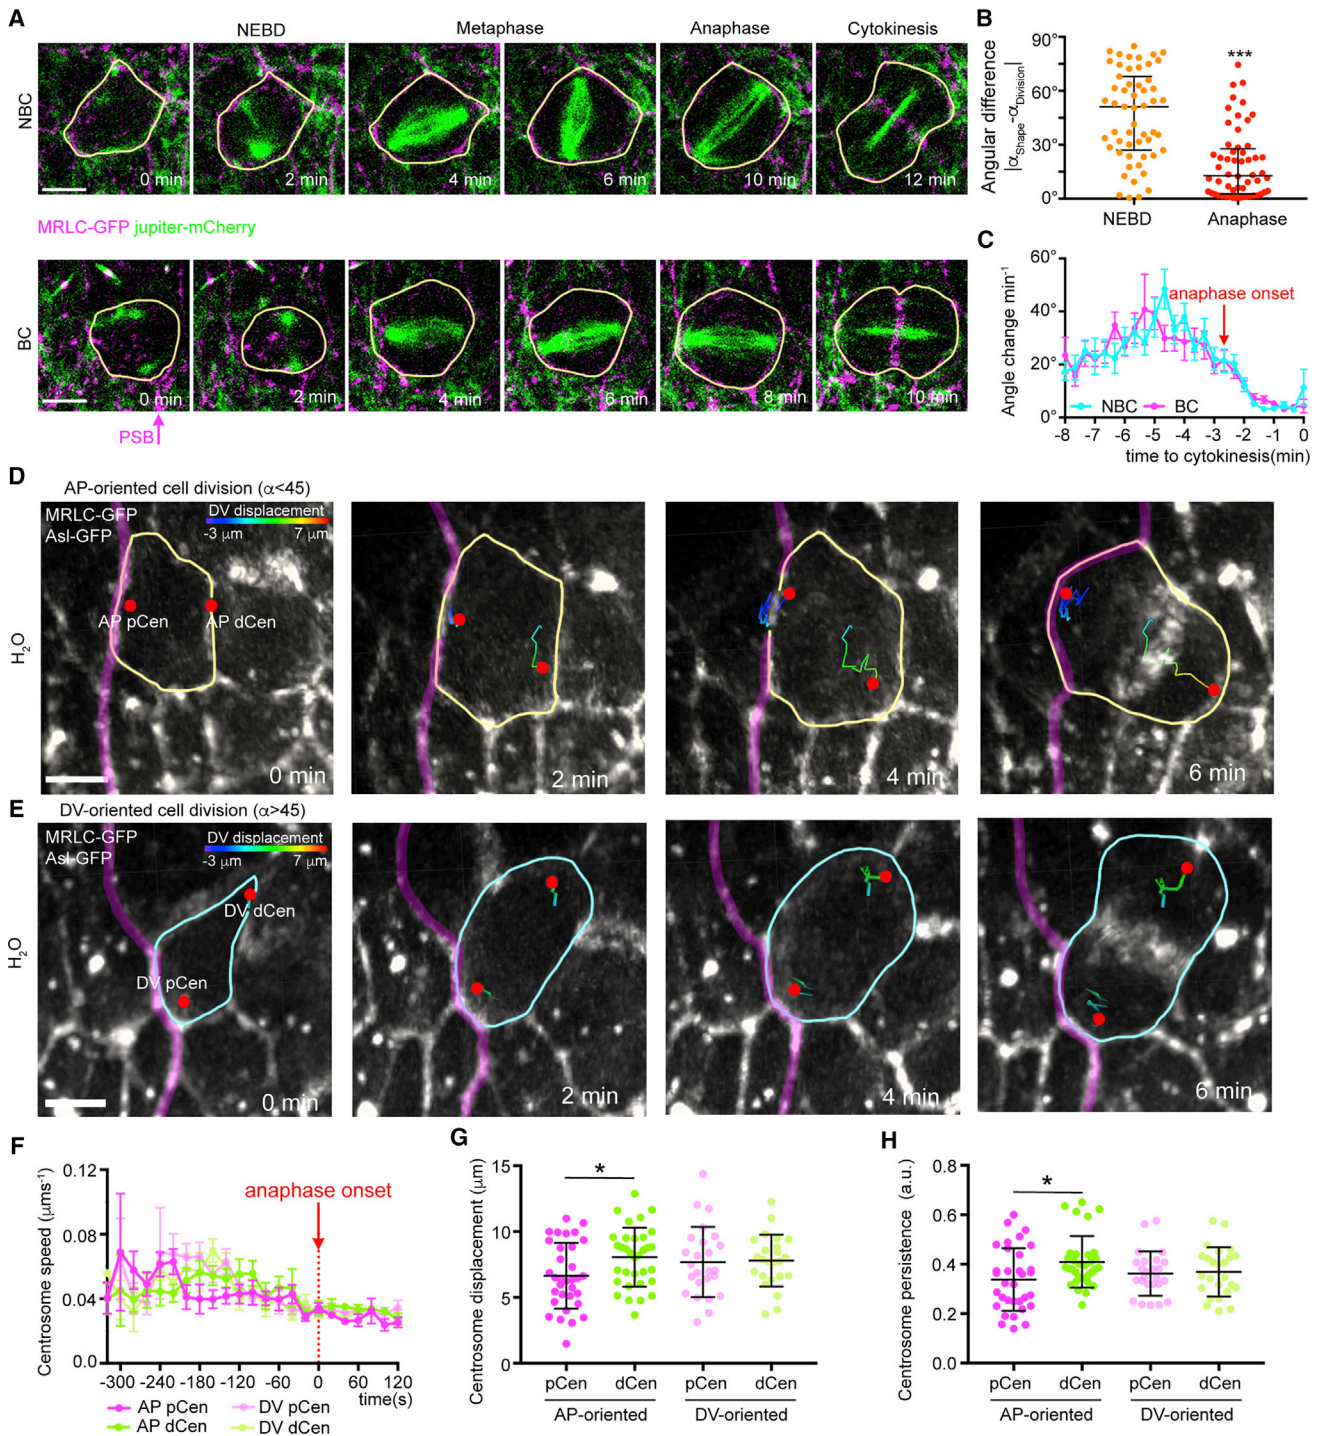 A
NEBD
Metaphase
Anaphase
Cytokinesis
NBC
0 min
2 min
4 min
6 min
10 min
12 min
MRLC-GFP jupiter-mCherry
BC
0 min
2 min
4 min
6 min
8 min
10 min
PSB
B
Angular difference
|αShape-αDivision|
90°
60°
30°
0°
***
NEBD
Anaphase
C
Angle change min⁻¹
60°
40°
20°
0°
anaphase onset
NBC
BC
-8 -7 -6 -5 -4 -3 -2 -1 0
time to cytokinesis(min)
D
AP-oriented cell division (α<45)
H₂O
MRLC-GFP
Asl-GFP
DV displacement
-3 μm 7 μm
AP pCen
AP dCen
0 min
2 min
4 min
6 min
E
DV-oriented cell division (α>45)
H₂O
MRLC-GFP
Asl-GFP
DV displacement
-3 μm 7 μm
DV dCen
DV pCen
0 min
2 min
4 min
6 min
F
Centrosome speed (μms⁻¹)
0.12
0.08
0.04
0.0
anaphase onset
-300 -240 -180 -120 -60 0 60 120
time(s)
AP pCen
DV pCen
AP dCen
DV dCen
G
Centrosome displacement (μm)
15
10
5
0
*
pCen dCen pCen dCen
AP-oriented DV-oriented
H
Centrosome persistence (a.u.)
0.8
0.6
0.4
0.2
0.0
*
pCen dCen pCen dCen
AP-oriented DV-oriented